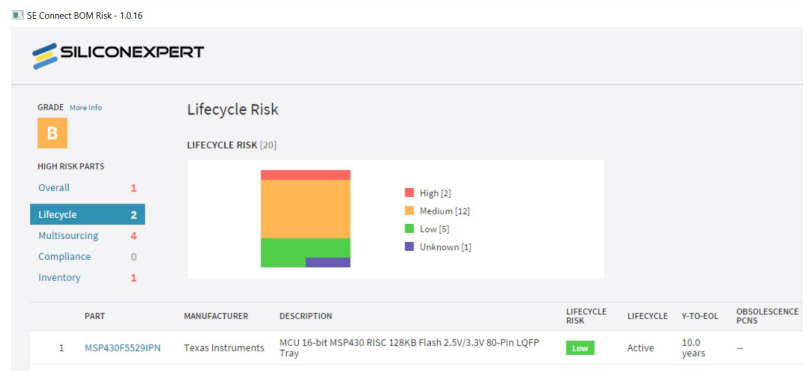 SE Connect BOM Risk - 1.0.16
SILICONEXPERT
GRADE More Info
B
HIGH RISK PARTS
Overall 1
Lifecycle 2
Multisourcing 4
Compliance 0
Inventory 1
Lifecycle Risk
LIFECYCLE RISK [20]
High [2]
Medium [12]
Low [5]
Unknown [1]
PART MANUFACTURER DESCRIPTION LIFECYCLE RISK LIFECYCLE Y-TO-EOL OBSOLESCENCE PCNS
1 MSP430F5529IPN Texas Instruments MCU 16-bit MSP430 RISC 128KB Flash 2.5V/3.3V 80-Pin LQFP Tray Low Active 10.0 years --